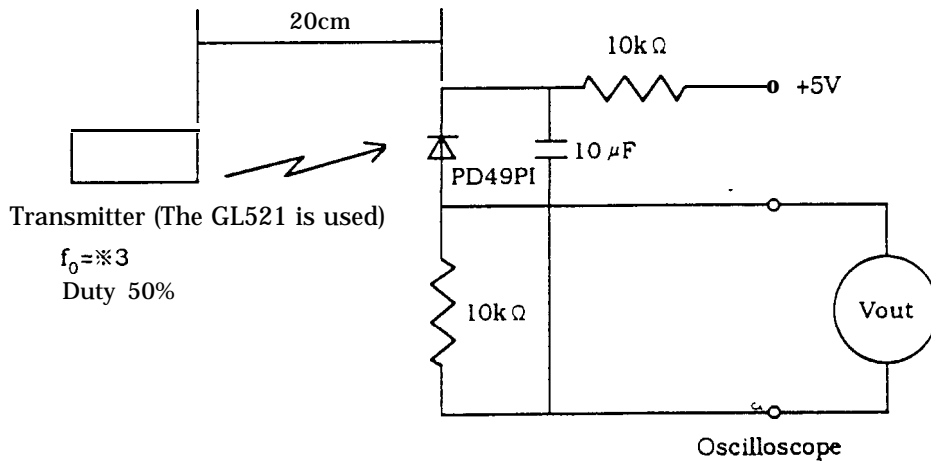 20cm
10kΩ
+5V
10 μF
PD49PI
Transmitter (The GL521 is used)
f₀=※3
Duty 50%
10kΩ
Vout
Oscilloscope